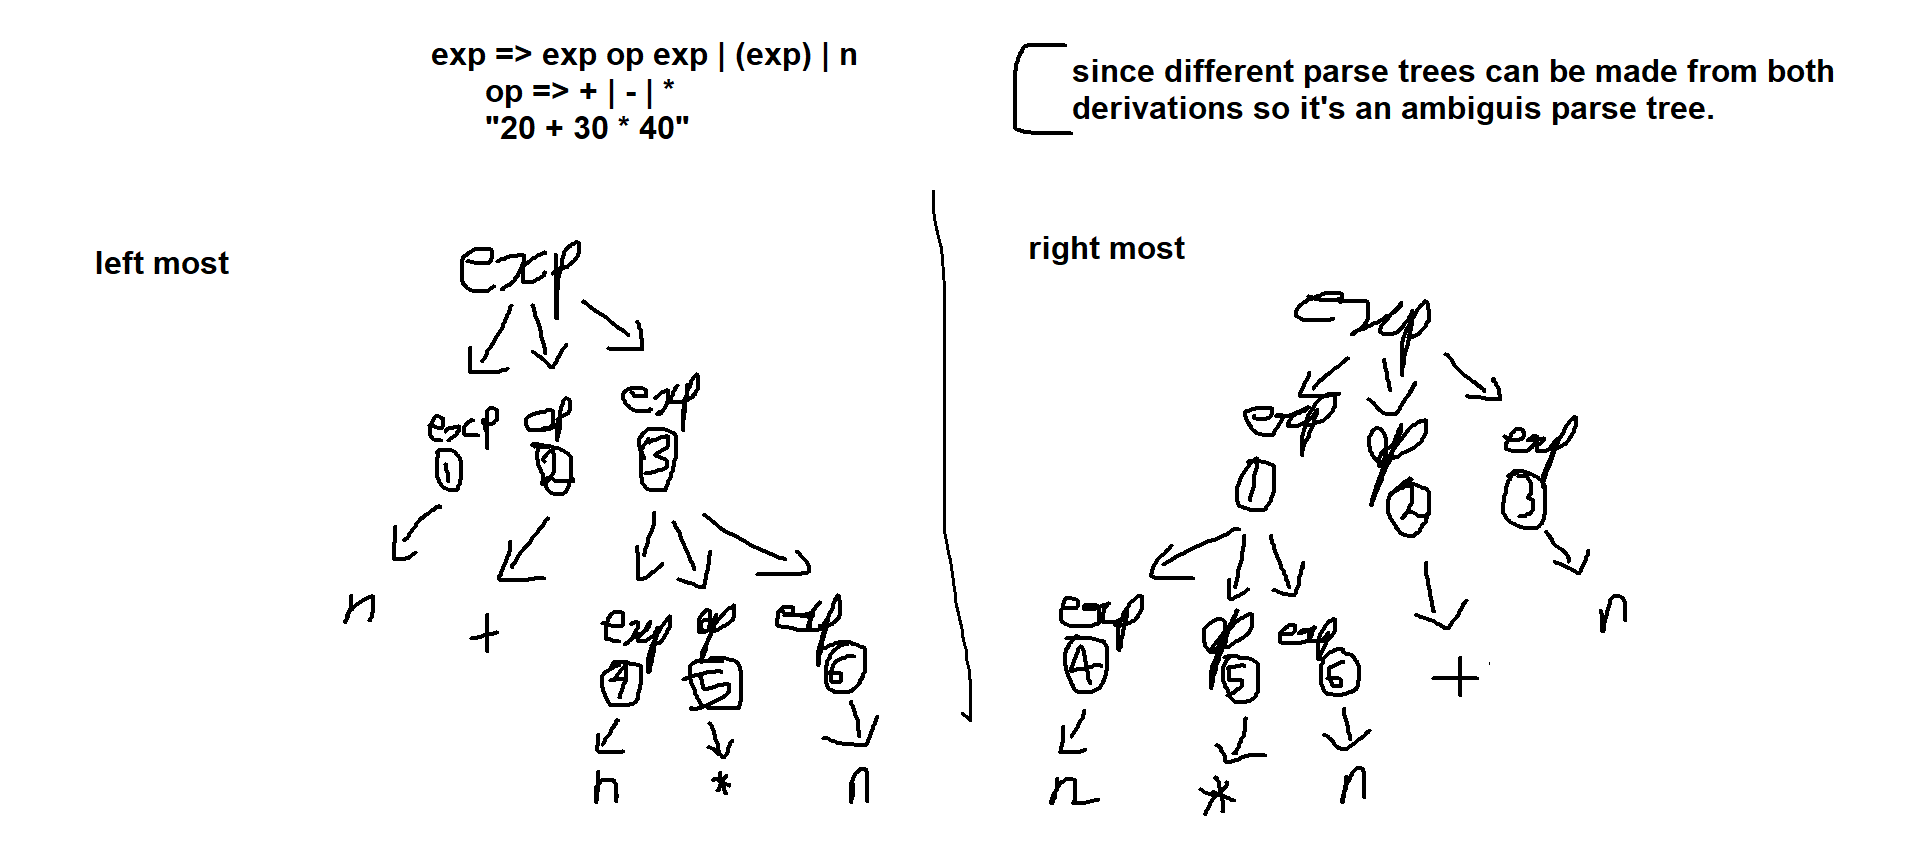 exp => exp op exp | (exp) | n
op => + | - | *
"20 + 30 * 40"
since different parse trees can be made from both
derivations so it's an ambiguis parse tree.
left most
exp
exp op exp
1 2 3
n + exp op exp
4 5 6
n * n
right most
exp
exp op exp
1 2 3
exp op exp + n
4 5 6
n * n